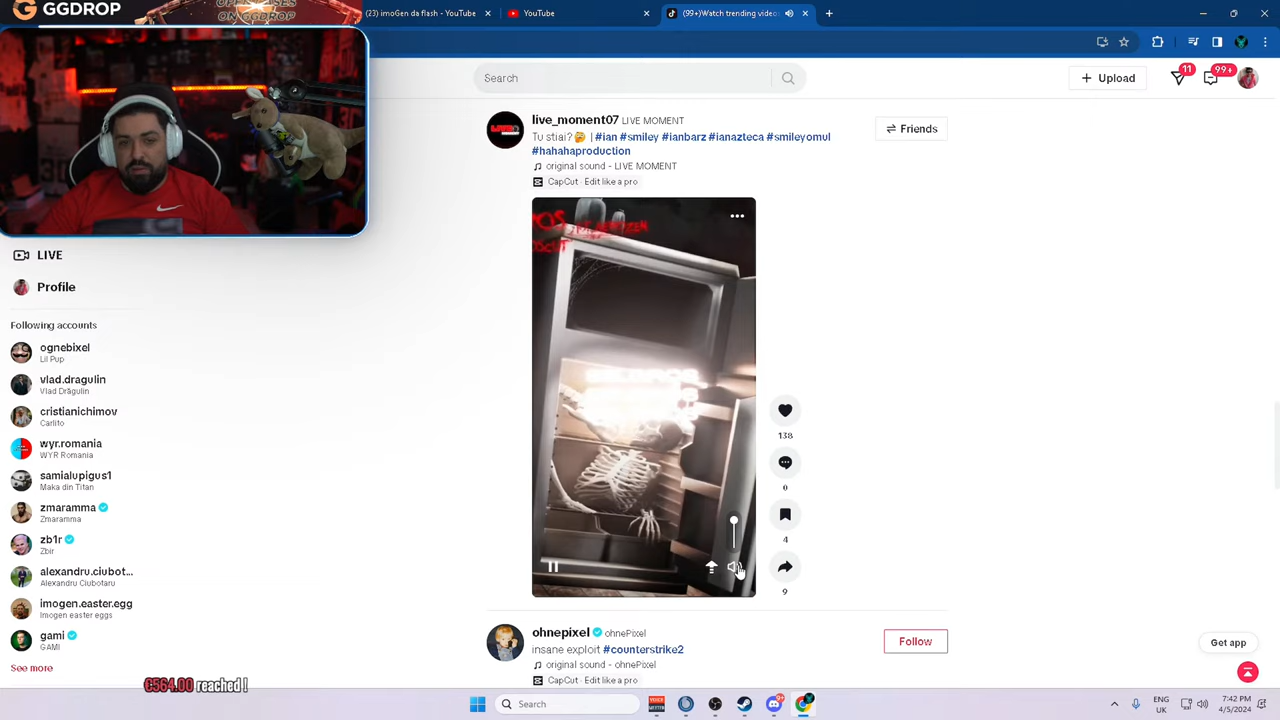 GGDROP
OPEN CASES
ON GGDROP
(23) imoGen da flash - YouTube
YouTube
(99+) Watch trending video
Search
Upload
11
99+
live_moment07 LIVE MOMENT
Tu stiai?🫣 | #ian #smiley #ianbarz #ianazteca #smileyomul
#hahahaproduction
original sound - LIVE MOMENT
CapCut · Edit like a pro
Friends
LIVE
Profile
Following accounts
ognebixel
Lil Pup
vlad.dragulin
Vlad Drăgulin
cristianichimov
Carlito
wyr.romania
WYR Romania
samialupigus1
Maka din Titan
zmaramma
Zmaramma
zb1r
Zbir
alexandru.ciubot...
Alexandru Ciubotaru
imogen.easter.egg
Imogen easter eggs
gami
GAMI
See more
138
0
4
9
ohnepixel ohnePixel
insane exploit #counterstrike2
original sound - ohnePixel
CapCut · Edit like a pro
Follow
Get app
€564.00 reached !
Search
ENG
UK
7:42 PM
4/5/2024